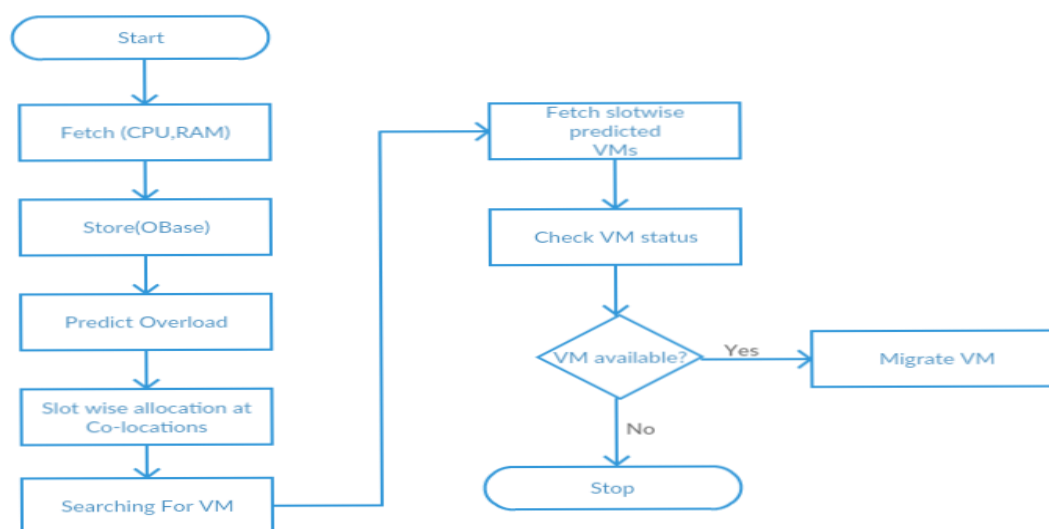 Start
Fetch (CPU,RAM)
Store(OBase)
Predict Overload
Slot wise allocation at
Co-locations
Searching For VM
Fetch slotwise
predicted
VMs
Check VM status
VM available?
Yes
Migrate VM
No
Stop